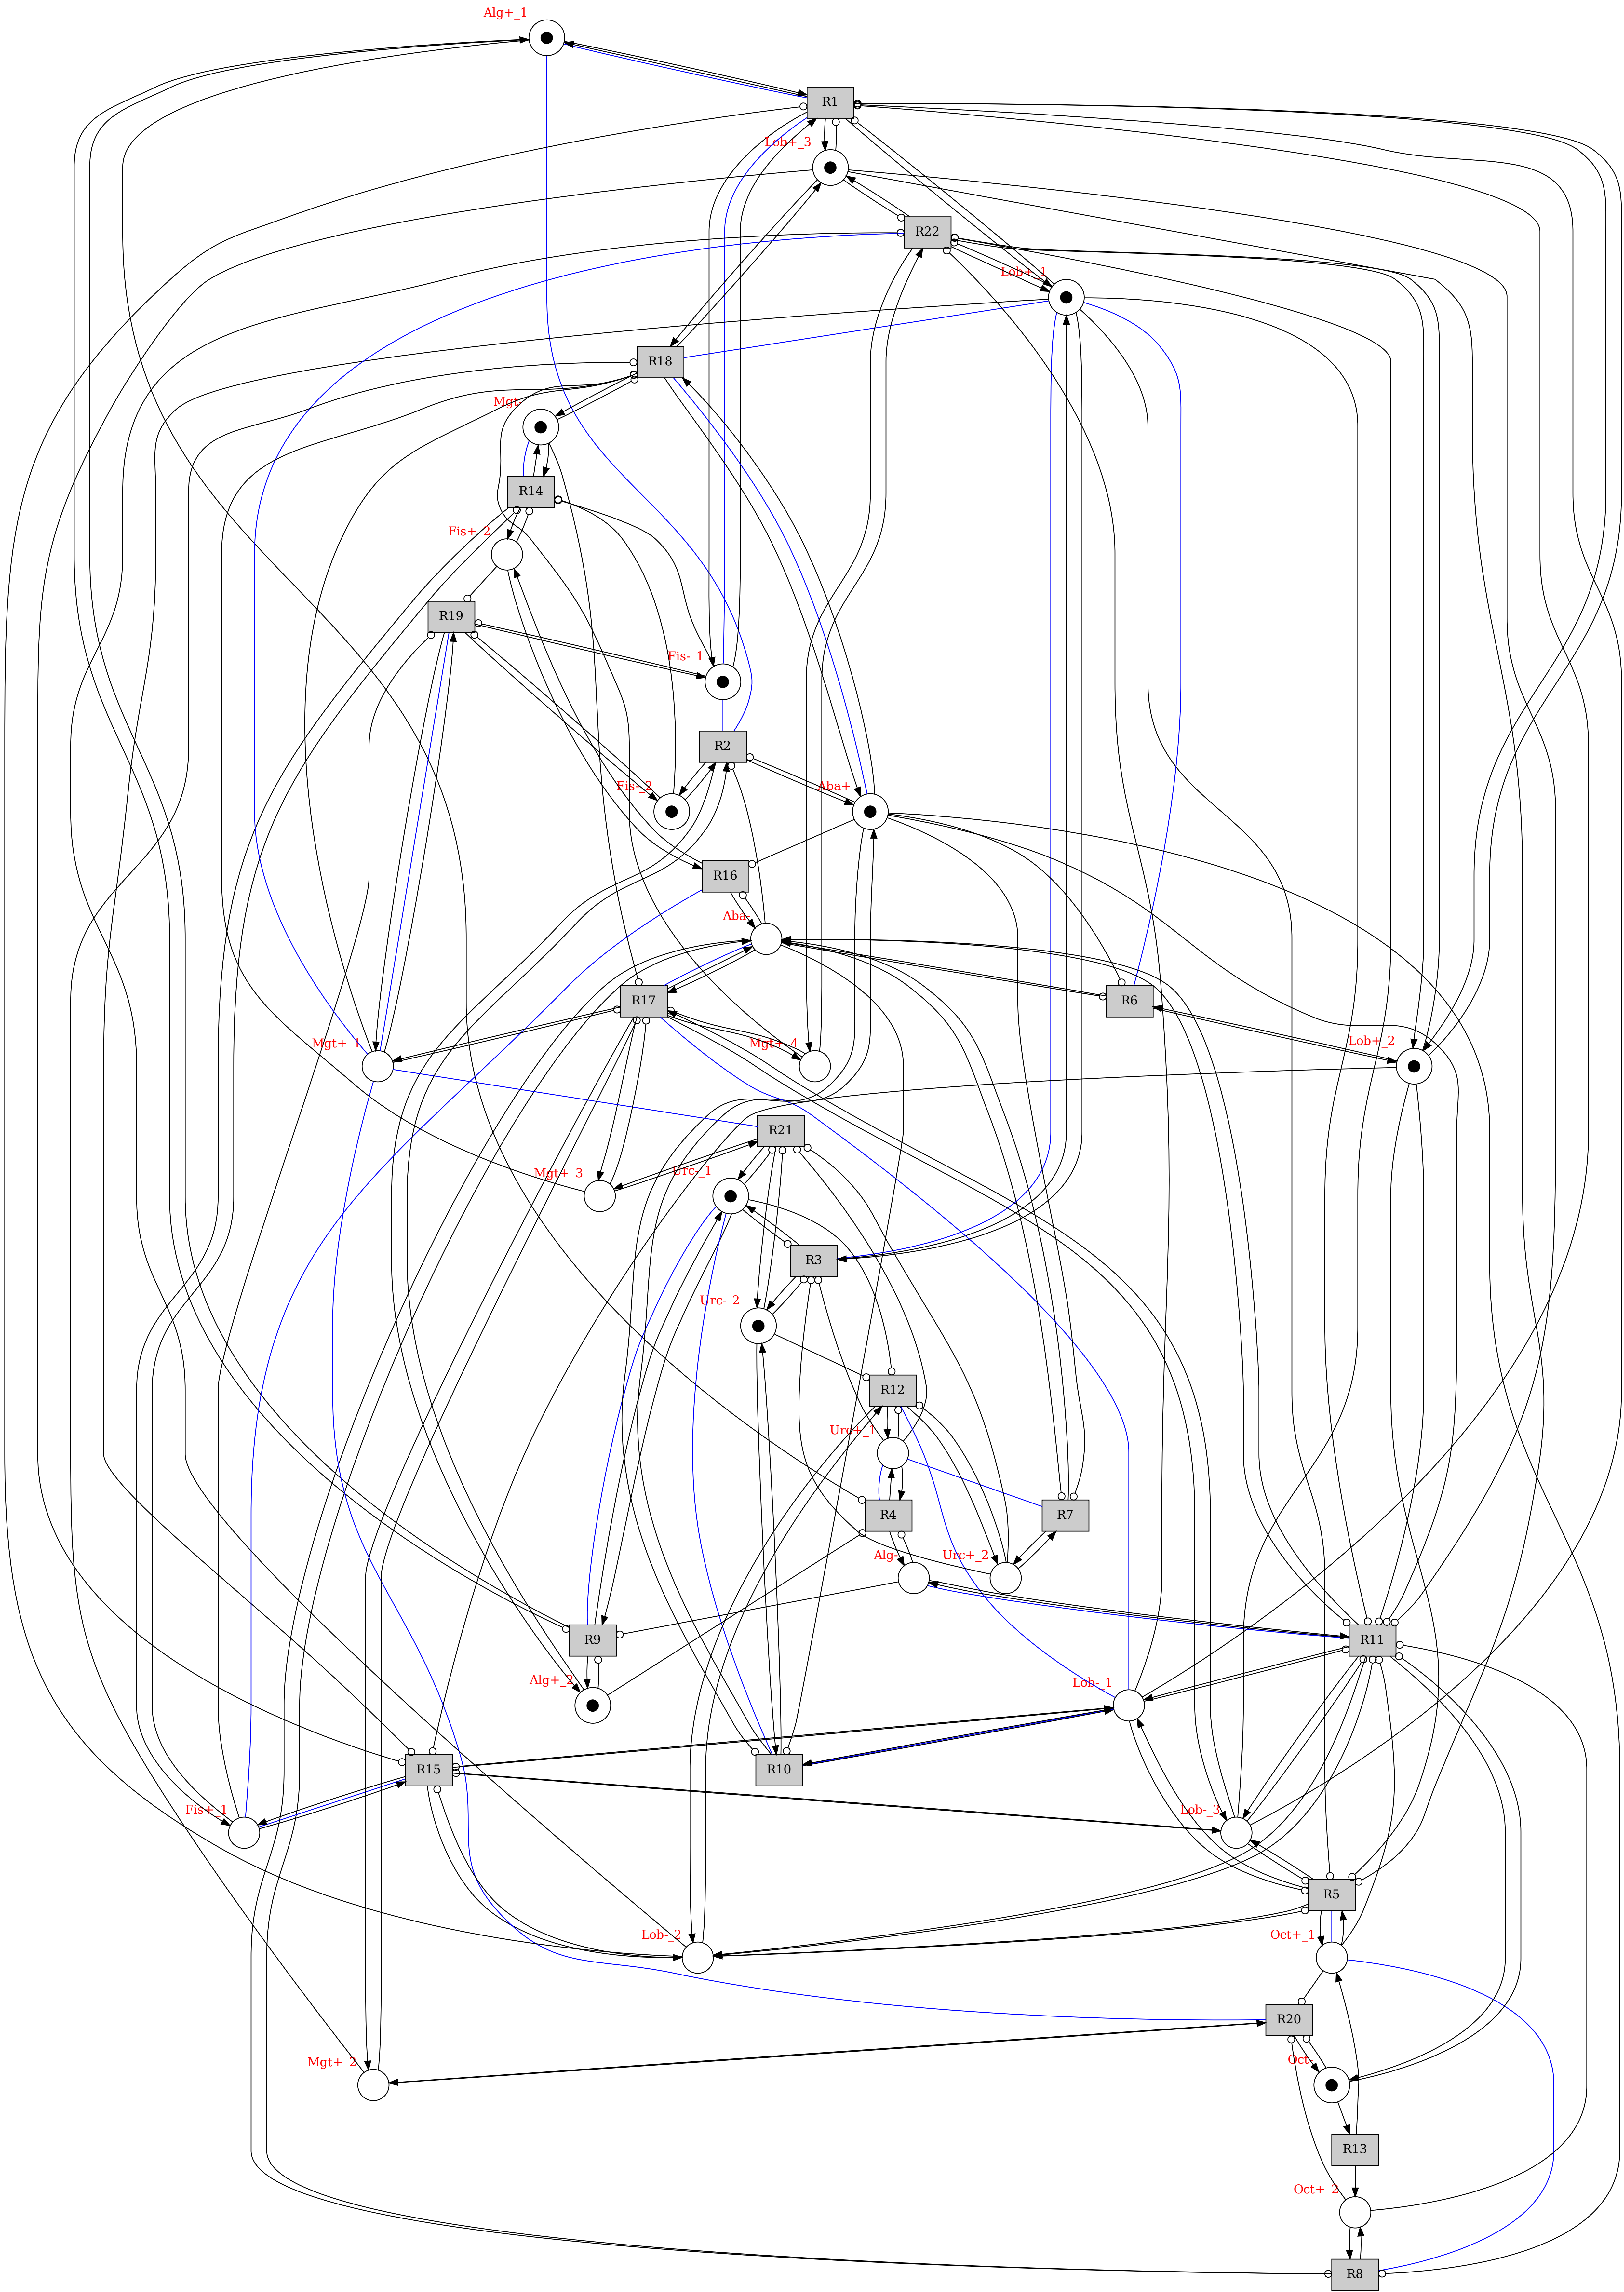 Alg+_1
R1
Lob+_3
R22
Lob+_1
R18
Mgt-
R14
Fis+_2
R19
Fis-_1
R2
Fis-_2
Aba+
R16
Aba-
R17
R6
Mgt+_1
Mgt+_4
Lob+_2
R21
Mgt+_3
Urc-_1
R3
Urc-_2
R12
Urc+_1
R4
R7
Alg-
Urc+_2
R9
R11
Alg+_2
Lob-_1
R15
R10
Fis+_1
Lob-_3
R5
Lob-_2
Oct+_1
R20
Mgt+_2
Oct-
R13
Oct+_2
R8